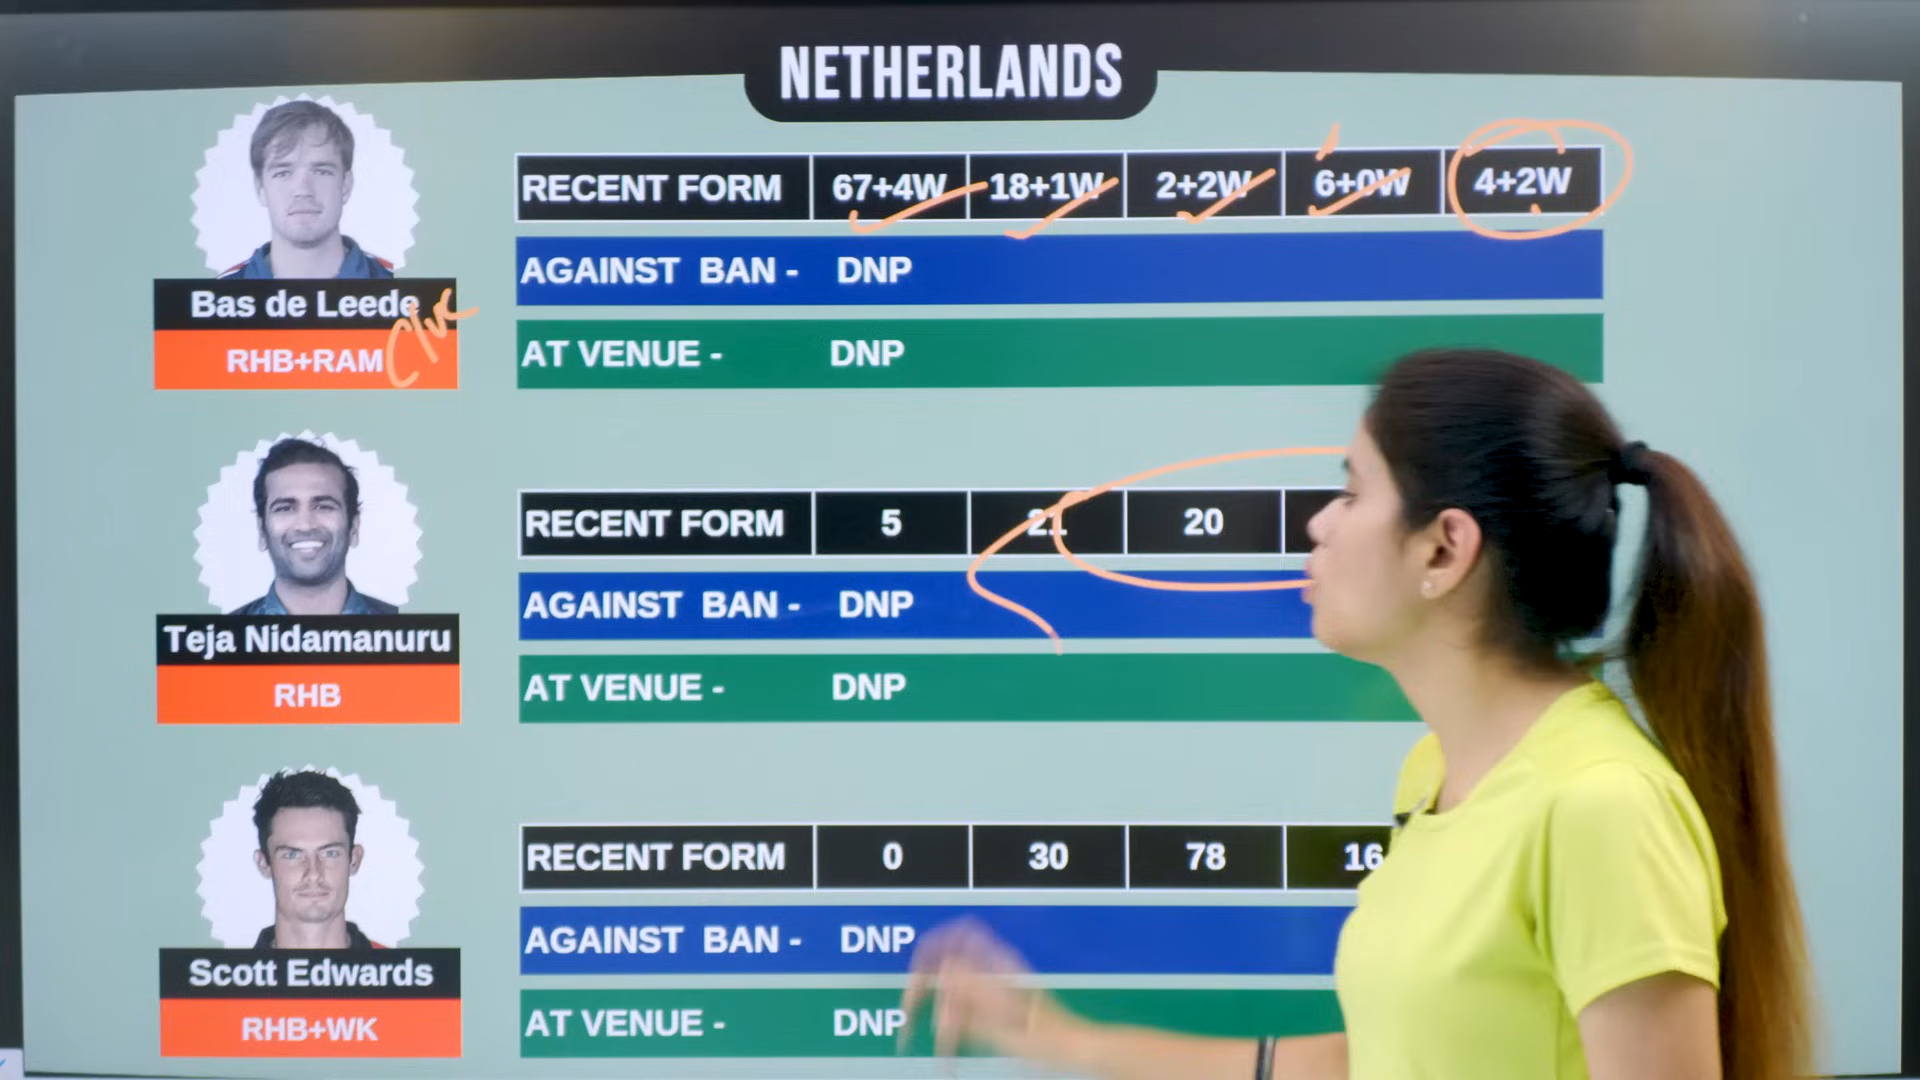 NETHERLANDS
RECENT FORM 67+4W 18+1W 2+2W 6+0W 4+2W
AGAINST BAN - DNP
AT VENUE - DNP
Bas de Leede
RHB+RAM
C/VC
RECENT FORM 5 21 20
AGAINST BAN - DNP
AT VENUE - DNP
Teja Nidamanuru
RHB
RECENT FORM 0 30 78 16
AGAINST BAN - DNP
AT VENUE - DNP
Scott Edwards
RHB+WK